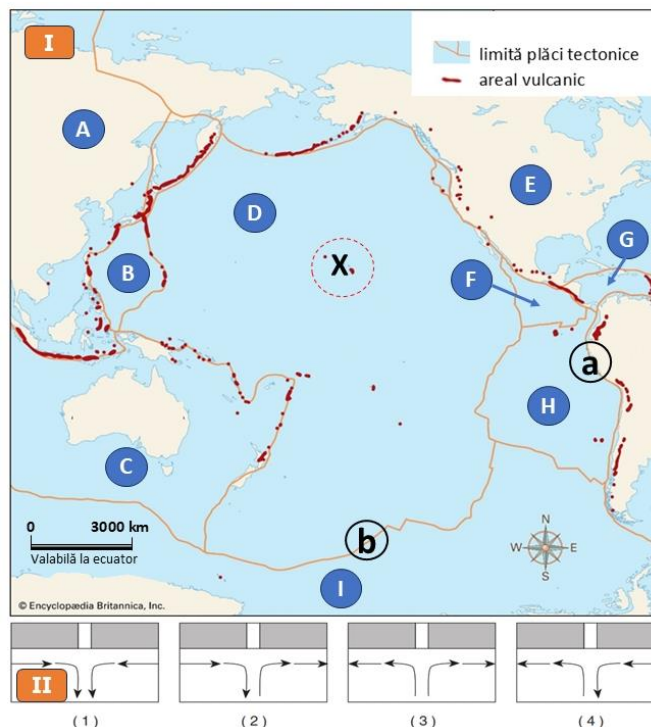 I
limită plăci tectonice
areal vulcanic
A
E
D
G
X
B
F
a
H
C
0 3000 km
Valabilă la ecuator
b
N
W E
S
I
© Encyclopædia Britannica, Inc.
II
(1) (2) (3) (4)